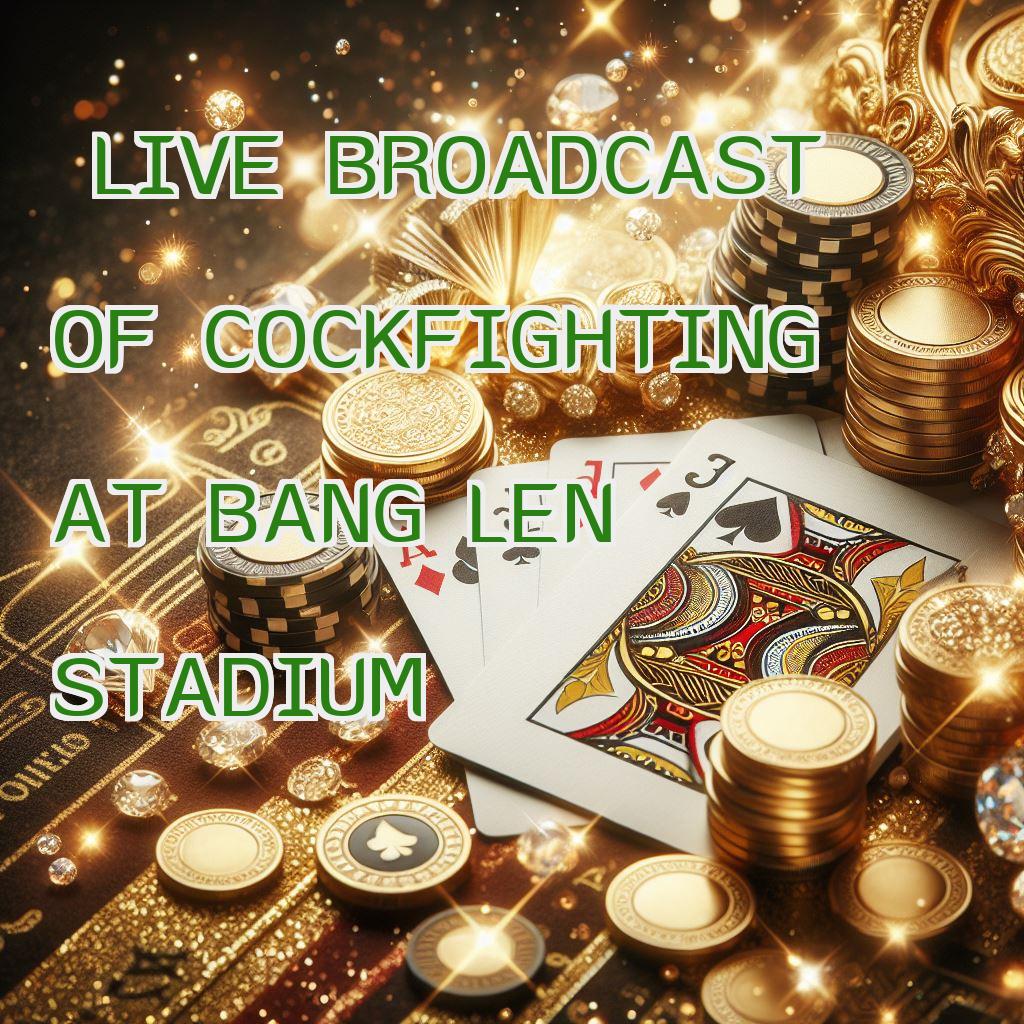 LIVE BROADCAST
OF COCKFIGHTING
AT BANG LEN
STADIUM
J
A